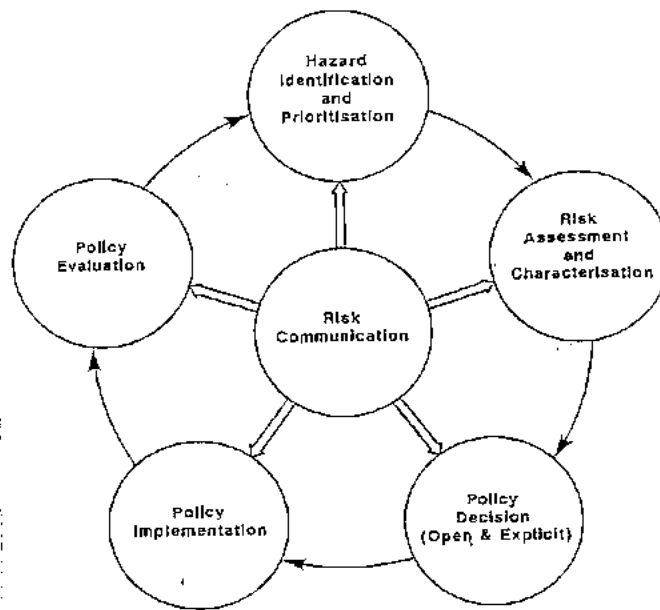 Hazard
Identification
and
Prioritisation
Risk
Assessment
and
Characterisation
Policy
Evaluation
Risk
Communication
Policy
Implementation
Policy
Decision
(Open & Explicit)